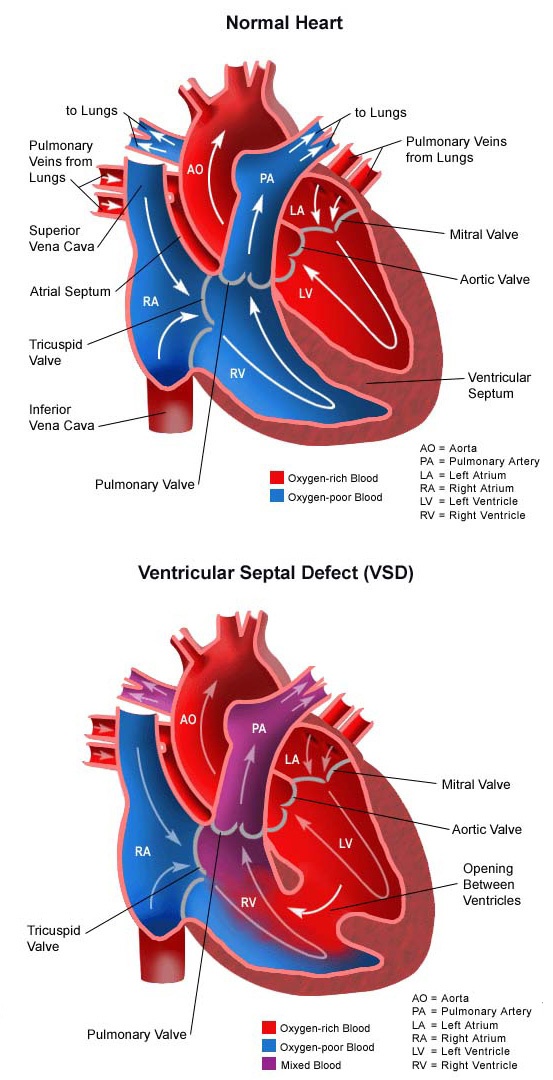 Normal Heart
to Lungs
to Lungs
Pulmonary
Veins from
Lungs
Pulmonary Veins
from Lungs
AO
PA
LA
Superior
Vena Cava
Mitral Valve
Atrial Septum
Aortic Valve
RA
LV
Tricuspid
Valve
RV
Ventricular
Septum
Inferior
Vena Cava
Pulmonary Valve
Oxygen-rich Blood
Oxygen-poor Blood
AO = Aorta
PA = Pulmonary Artery
LA = Left Atrium
RA = Right Atrium
LV = Left Ventricle
RV = Right Ventricle
Ventricular Septal Defect (VSD)
AO
PA
LA
Mitral Valve
Aortic Valve
RA
LV
Opening
Between
Ventricles
RV
Tricuspid
Valve
Pulmonary Valve
Oxygen-rich Blood
Oxygen-poor Blood
Mixed Blood
AO = Aorta
PA = Pulmonary Artery
LA = Left Atrium
RA = Right Atrium
LV = Left Ventricle
RV = Right Ventricle